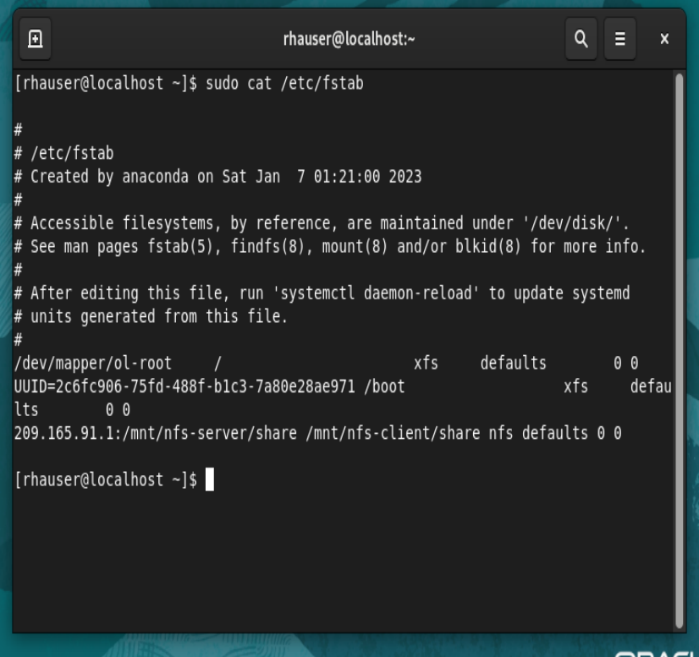 rhauser@localhost:~
[rhauser@localhost ~]$ sudo cat /etc/fstab
#
# /etc/fstab
# Created by anaconda on Sat Jan  7 01:21:00 2023
#
# Accessible filesystems, by reference, are maintained under '/dev/disk/'.
# See man pages fstab(5), findfs(8), mount(8) and/or blkid(8) for more info.
#
# After editing this file, run 'systemctl daemon-reload' to update systemd
# units generated from this file.
#
/dev/mapper/ol-root     /                       xfs     defaults        0 0
UUID=2c6fc906-75fd-488f-b1c3-7a80e28ae971 /boot                   xfs     defau
lts        0 0
209.165.91.1:/mnt/nfs-server/share /mnt/nfs-client/share nfs defaults 0 0
[rhauser@localhost ~]$